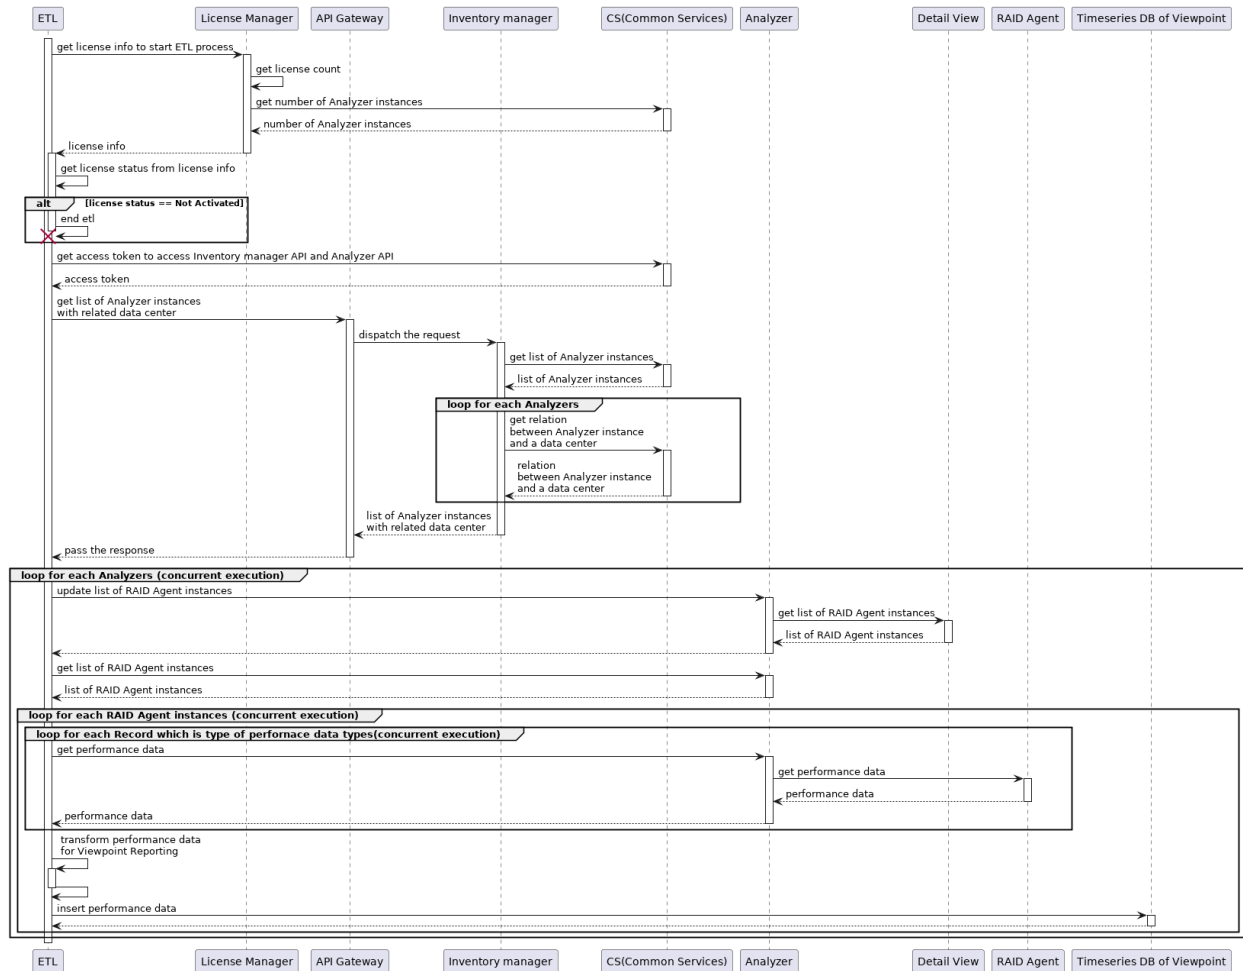 ETL
License Manager
API Gateway
Inventory manager
CS(Common Services)
Analyzer
Detail View
RAID Agent
Timeseries DB of Viewpoint
get license info to start ETL process
get license count
get number of Analyzer instances
number of Analyzer instances
license info
get license status from license info
alt
[license status == Not Activated]
end etl
get access token to access Inventory manager API and Analyzer API
access token
get list of Analyzer instances
with related data center
dispatch the request
get list of Analyzer instances
list of Analyzer instances
loop for each Analyzers
get relation
between Analyzer instance
and a data center
relation
between Analyzer instance
and a data center
list of Analyzer instances
with related data center
pass the response
loop for each Analyzers (concurrent execution)
update list of RAID Agent instances
get list of RAID Agent instances
list of RAID Agent instances
get list of RAID Agent instances
list of RAID Agent instances
loop for each RAID Agent instances (concurrent execution)
loop for each Record which is type of perfornace data types(concurrent execution)
get performance data
get performance data
performance data
performance data
transform performance data
for Viewpoint Reporting
insert performance data
ETL
License Manager
API Gateway
Inventory manager
CS(Common Services)
Analyzer
Detail View
RAID Agent
Timeseries DB of Viewpoint